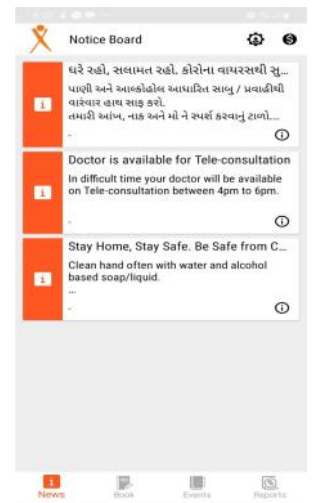 Notice Board
ઘરે રહો, સલામત રહો. કોરોના વાયરસથી સુ...
પાણી અને આલ્કોહોલ આધારિત સાબુ / પ્રવાહીથી
વારંવાર હાથ સાફ કરો.
તમારી આંખ, નાક અને મો ને સ્પર્શ કરવાનું ટાળો....
-
Doctor is available for Tele-consultation
In difficult time your doctor will be available
on Tele-consultation between 4pm to 6pm.
-
Stay Home, Stay Safe. Be Safe from C...
Clean hand often with water and alcohol
based soap/liquid.
...
-
News Book Events Reports